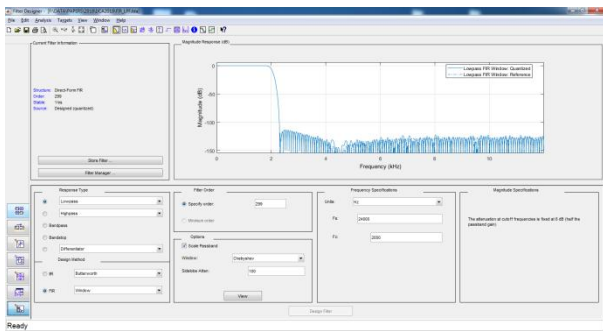 Filter Designer
File Edit Analysis Targets View Window Help
Current Filter Information
Structure: Direct-Form FIR
Order: 299
Stable: Yes
Source: Designed (quantized)
Store Filter ...
Filter Manager ...
Magnitude Response (dB)
Lowpass FIR Window: Quantized
Lowpass FIR Window: Reference
Magnitude (dB)
0
-50
-100
-150
0 2 4 6 8 10
Frequency (kHz)
Response Type
Lowpass
Highpass
Bandpass
Bandstop
Differentiator
Design Method
IIR Butterworth
FIR Window
Filter Order
Specify order: 299
Minimum order
Options
Scale Passband
Window: Chebyshev
Sidelobe Atten.: 100
View
Frequency Specifications
Units: Hz
Fs: 24000
Fc: 2000
Magnitude Specifications
The attenuation at cutoff frequencies is fixed at 6 dB (half the
passband gain)
Design Filter
Ready